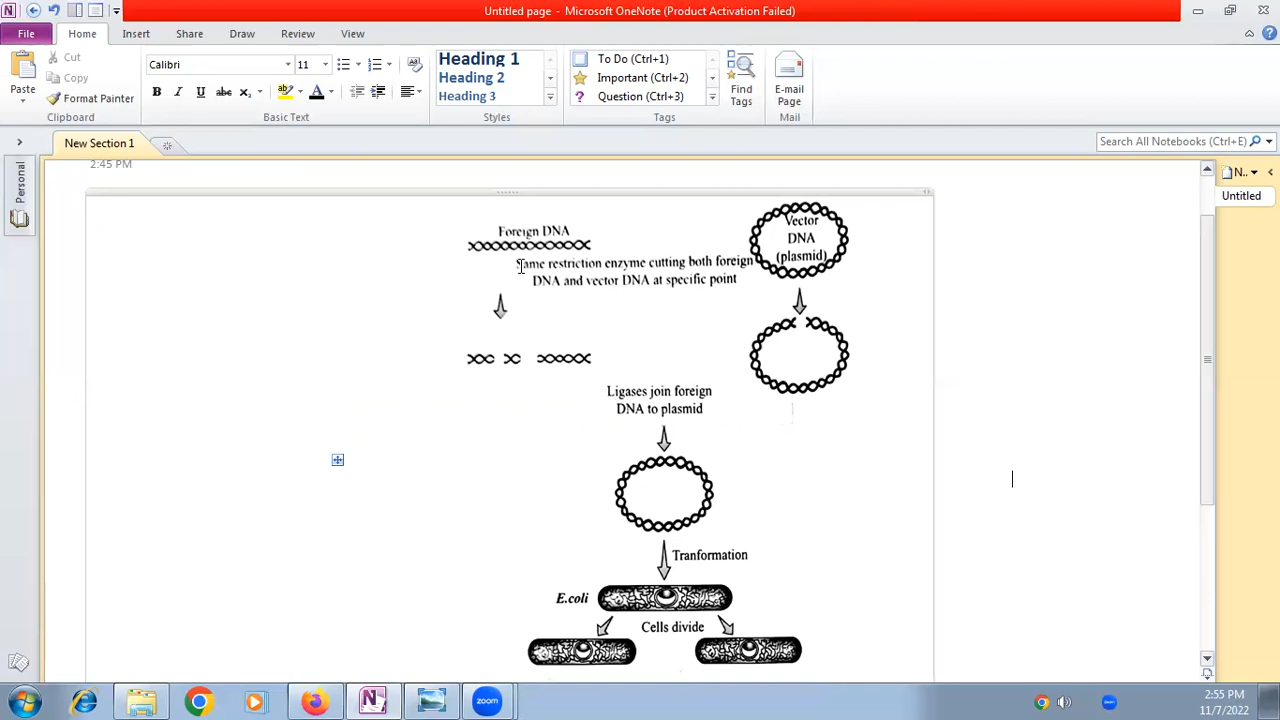 Untitled page - Microsoft OneNote (Product Activation Failed)
File Home Insert Share Draw Review View
Paste
Cut
Copy
Format Painter
Clipboard
Calibri 11
B I U abc X₂ A
Basic Text
Heading 1
Heading 2
Heading 3
Styles
To Do (Ctrl+1)
Important (Ctrl+2)
? Question (Ctrl+3)
Tags
Find
Tags
E-mail
Page
Mail
New Section 1
Search All Notebooks (Ctrl+E)
Personal
N..
Untitled
2:45 PM
Foreign DNA
Vector
DNA
(plasmid)
Same restriction enzyme cutting both foreign
DNA and vector DNA at specific point
Ligases join foreign
DNA to plasmid
Tranformation
E.coli
Cells divide
zoom
2:55 PM
11/7/2022